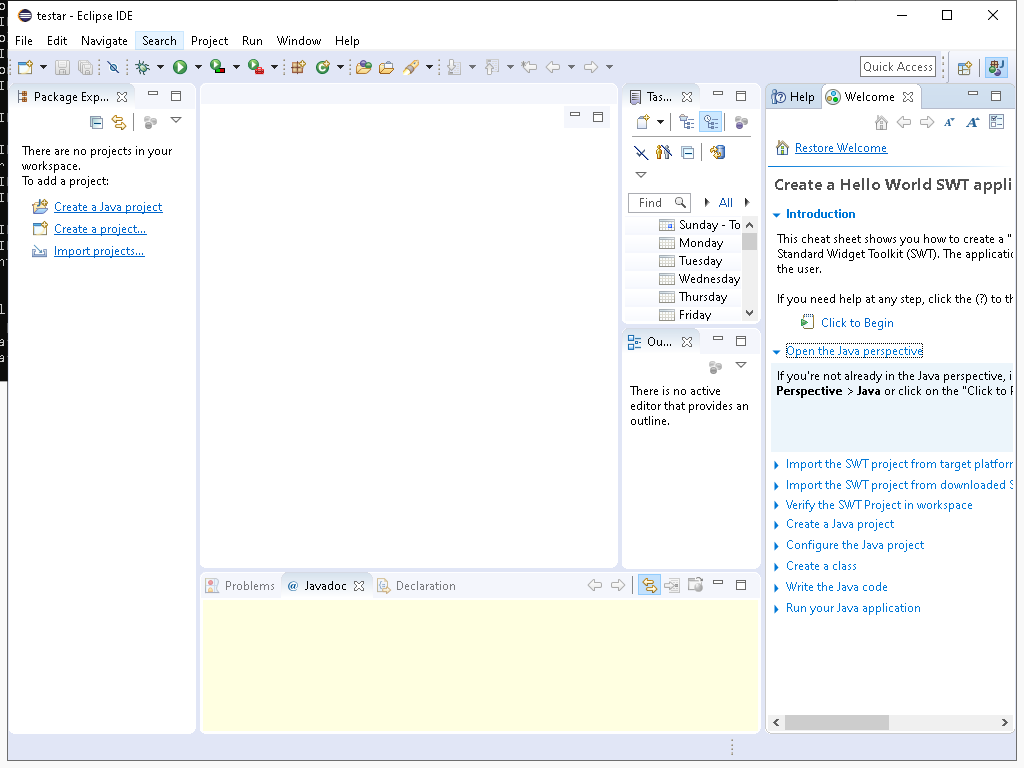 testar - Eclipse IDE
File Edit Navigate Search Project Run Window Help
Quick Access
Package Exp...
There are no projects in your
workspace.
To add a project:
Create a Java project
Create a project...
Import projects...
Tas...
Find
All
Sunday - To
Monday
Tuesday
Wednesday
Thursday
Friday
Ou...
There is no active
editor that provides an
outline.
Problems @ Javadoc Declaration
Help Welcome
Restore Welcome
Create a Hello World SWT appli
Introduction
This cheat sheet shows you how to create a "
Standard Widget Toolkit (SWT). The applicatio
the user.
If you need help at any step, click the (?) to th
Click to Begin
Open the Java perspective
If you're not already in the Java perspective, i
Perspective > Java or click on the "Click to P
Import the SWT project from target platform
Import the SWT project from downloaded S
Verify the SWT Project in workspace
Create a Java project
Configure the Java project
Create a class
Write the Java code
Run your Java application